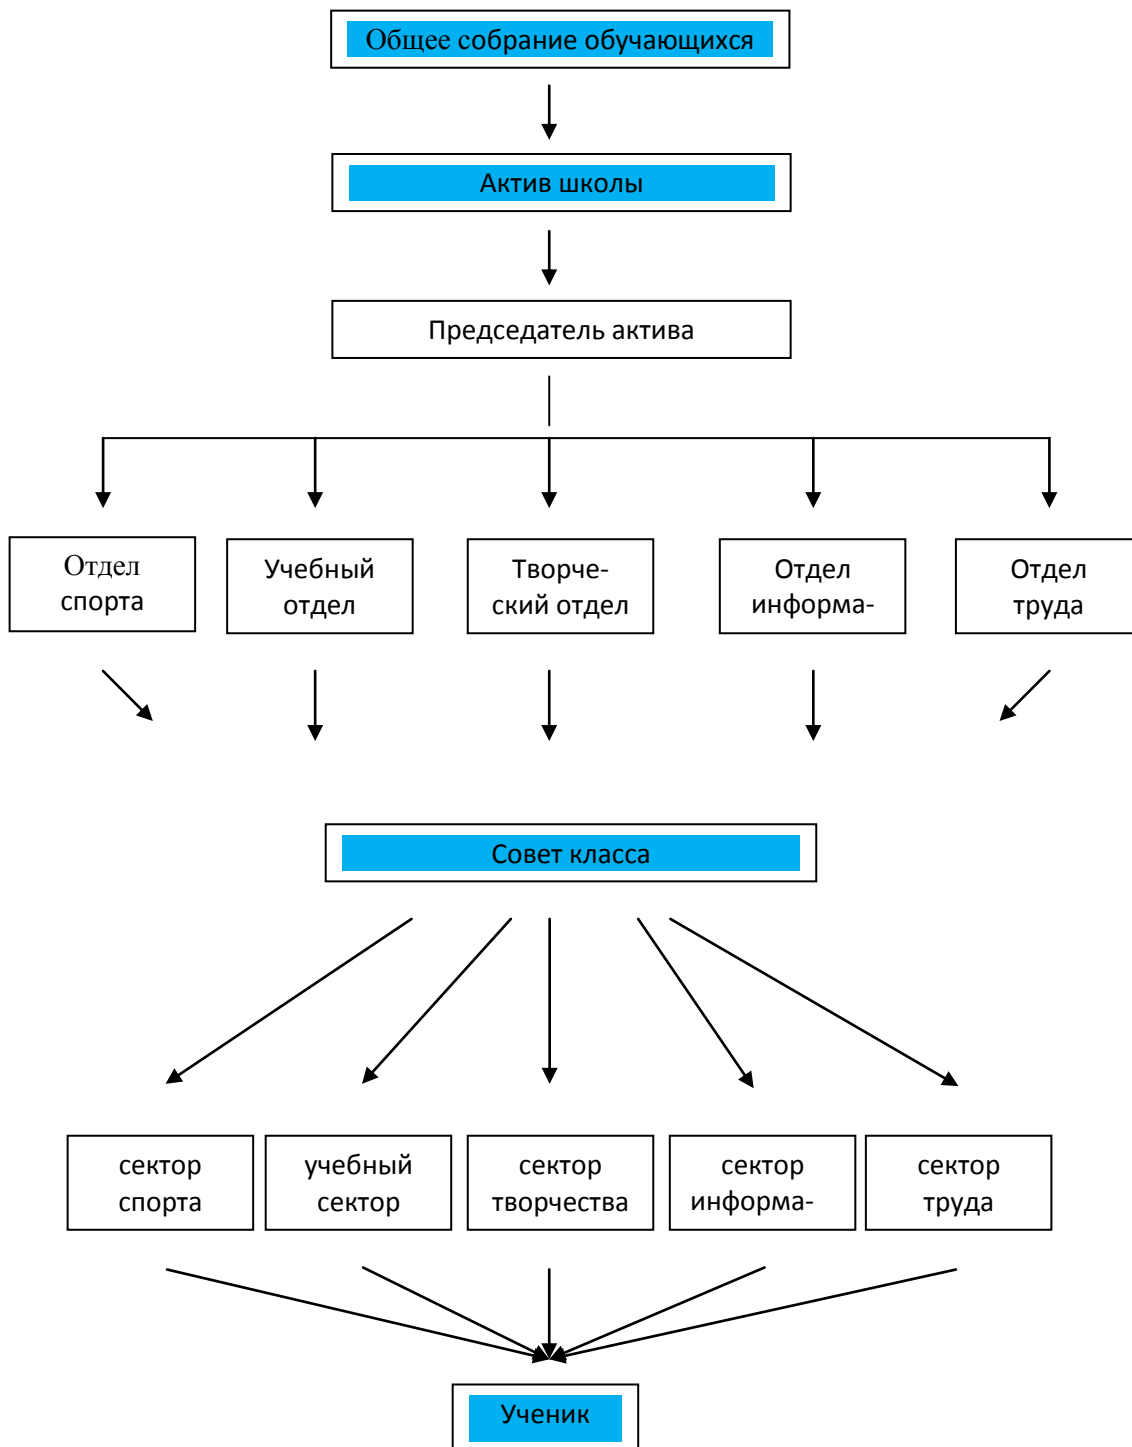 Общее собрание обучающихся
Актив школы
Председатель актива
Отдел
спорта
Учебный
отдел
Творче-
ский отдел
Отдел
информа-
Отдел
труда
Совет класса
сектор
спорта
учебный
сектор
сектор
творчества
сектор
информа-
сектор
труда
Ученик